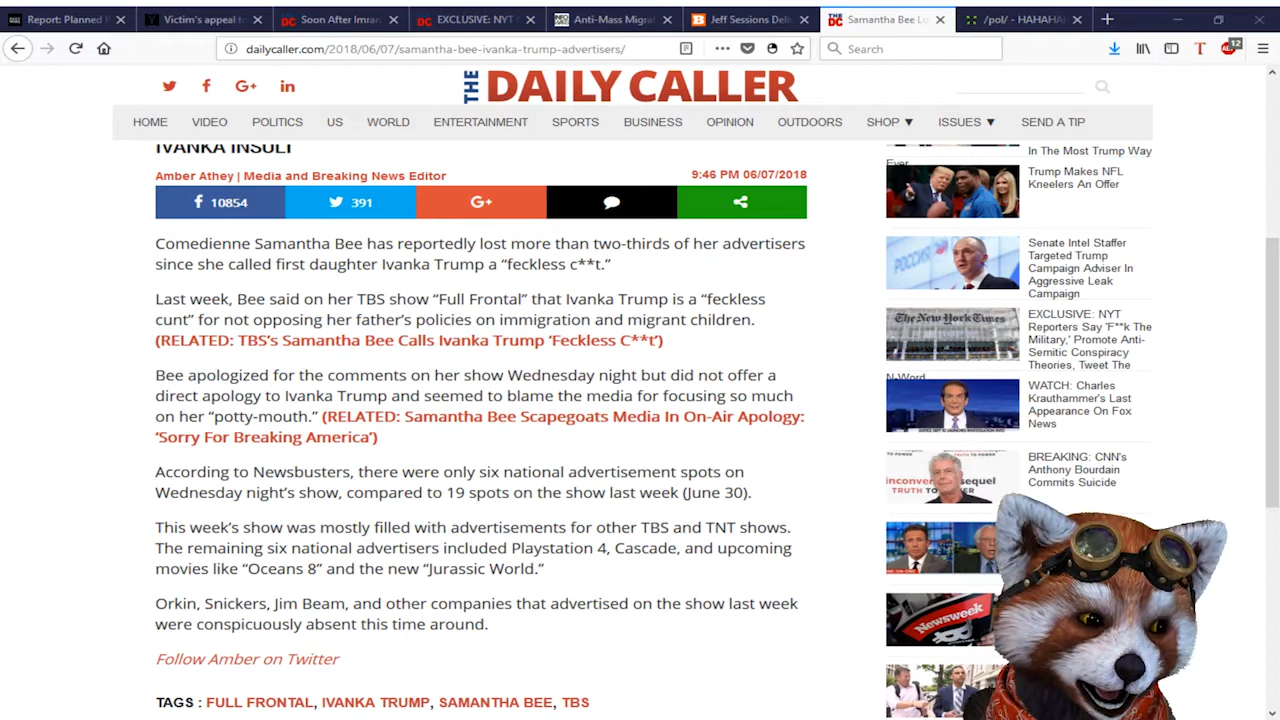 Report: Planned P
Victim's appeal to
Soon After Imran
EXCLUSIVE: NYT
Anti-Mass Migra
Jeff Sessions Deli
Samantha Bee Lo
/pol/ - HAHAHA
dailycaller.com/2018/06/07/samantha-bee-ivanka-trump-advertisers/
Search
12
THE DAILY CALLER
HOME VIDEO POLITICS US WORLD ENTERTAINMENT SPORTS BUSINESS OPINION OUTDOORS SHOP ▼ ISSUES ▼ SEND A TIP
IVANKA INSULT
Amber Athey | Media and Breaking News Editor
9:46 PM 06/07/2018
10854
391
G+
Comedienne Samantha Bee has reportedly lost more than two-thirds of her advertisers
since she called first daughter Ivanka Trump a “feckless c**t.”
Last week, Bee said on her TBS show “Full Frontal” that Ivanka Trump is a “feckless
cunt” for not opposing her father’s policies on immigration and migrant children.
(RELATED: TBS’s Samantha Bee Calls Ivanka Trump ‘Feckless C**t’)
Bee apologized for the comments on her show Wednesday night but did not offer a
direct apology to Ivanka Trump and seemed to blame the media for focusing so much
on her “potty-mouth.” (RELATED: Samantha Bee Scapegoats Media In On-Air Apology:
‘Sorry For Breaking America’)
According to Newsbusters, there were only six national advertisement spots on
Wednesday night’s show, compared to 19 spots on the show last week (June 30).
This week’s show was mostly filled with advertisements for other TBS and TNT shows.
The remaining six national advertisers included Playstation 4, Cascade, and upcoming
movies like “Oceans 8” and the new “Jurassic World.”
Orkin, Snickers, Jim Beam, and other companies that advertised on the show last week
were conspicuously absent this time around.
Follow Amber on Twitter
TAGS : FULL FRONTAL, IVANKA TRUMP, SAMANTHA BEE, TBS
In The Most Trump Way
Ever
Trump Makes NFL
Kneelers An Offer
Senate Intel Staffer
Targeted Trump
Campaign Adviser In
Aggressive Leak
Campaign
The New York Times
EXCLUSIVE: NYT
Reporters Say 'F**k The
Military,' Promote Anti-
Semitic Conspiracy
Theories, Tweet The
N-Word
WATCH: Charles
Krauthammer's Last
Appearance On Fox
News
BREAKING: CNN's
Anthony Bourdain
Commits Suicide
TRUTH TO
Newsweek